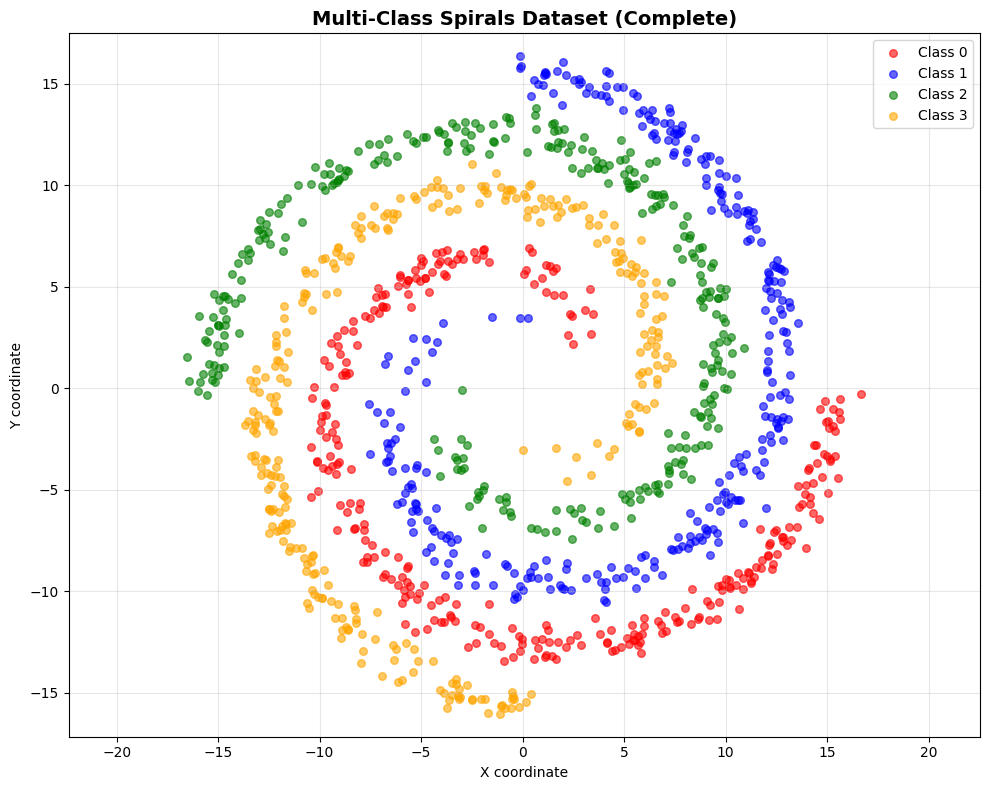 Multi-Class Spirals Dataset (Complete)
Class 0
Class 1
Class 2
Class 3
Y coordinate
15
10
5
0
−5
−10
−15
−20
−15
−10
−5
0
5
10
15
20
X coordinate